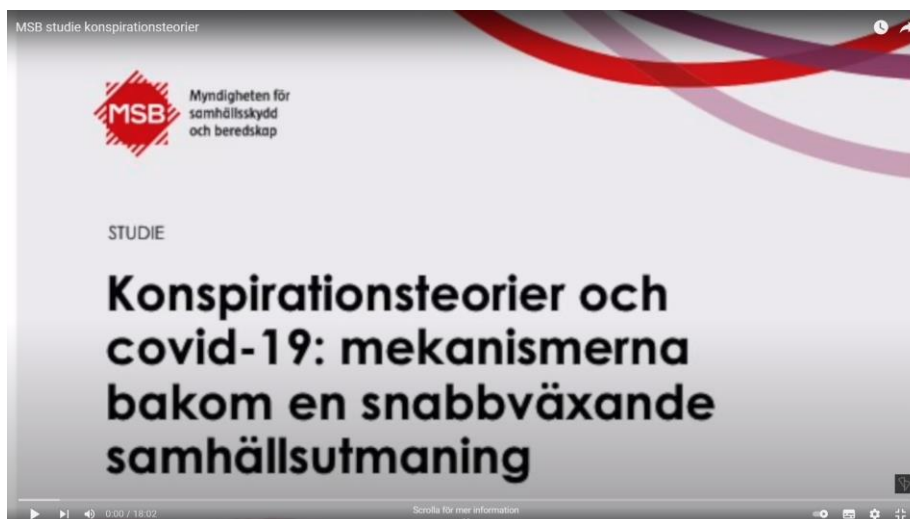 MSB studie konspirationsteorier
MSB
Myndigheten för
samhällsskydd
och beredskap
STUDIE
Konspirationsteorier och
covid-19: mekanismerna
bakom en snabbväxande
samhällsutmaning
0:00 / 18:02
Scrolla för mer information